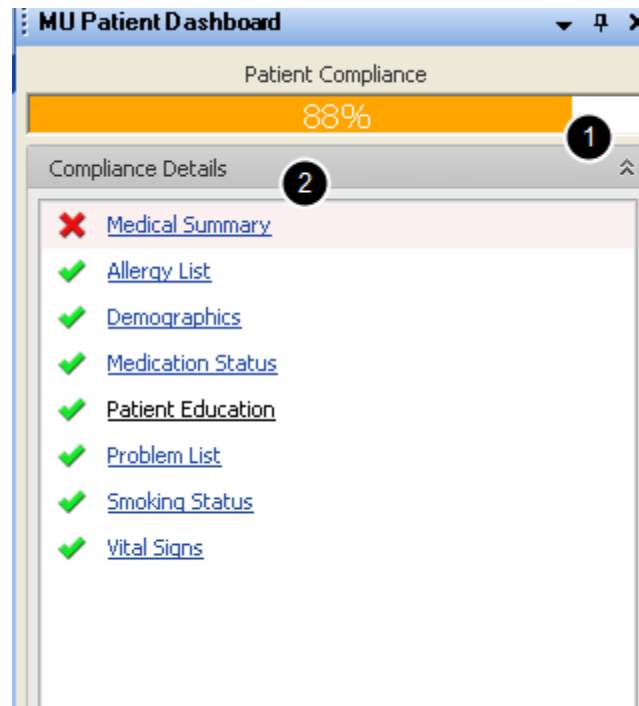 MU Patient Dashboard
Patient Compliance
88%
1
Compliance Details
2
Medical Summary
Allergy List
Demographics
Medication Status
Patient Education
Problem List
Smoking Status
Vital Signs